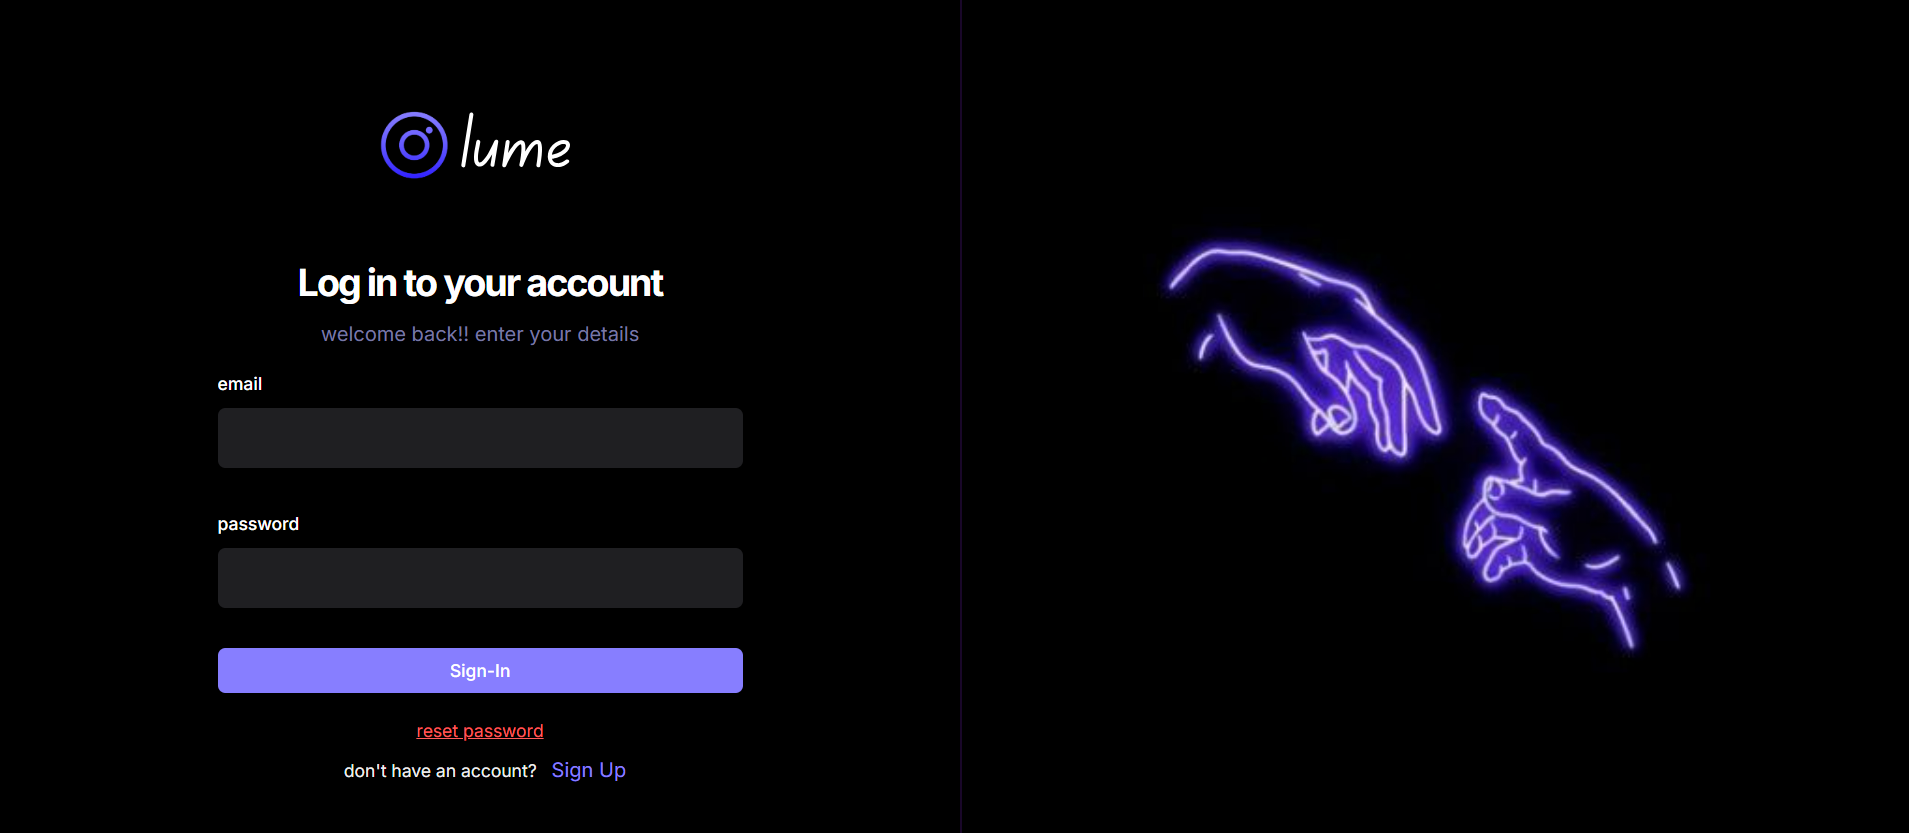 lume
Log in to your account
welcome back!! enter your details
email
password
Sign-In
reset password
don't have an account? Sign Up